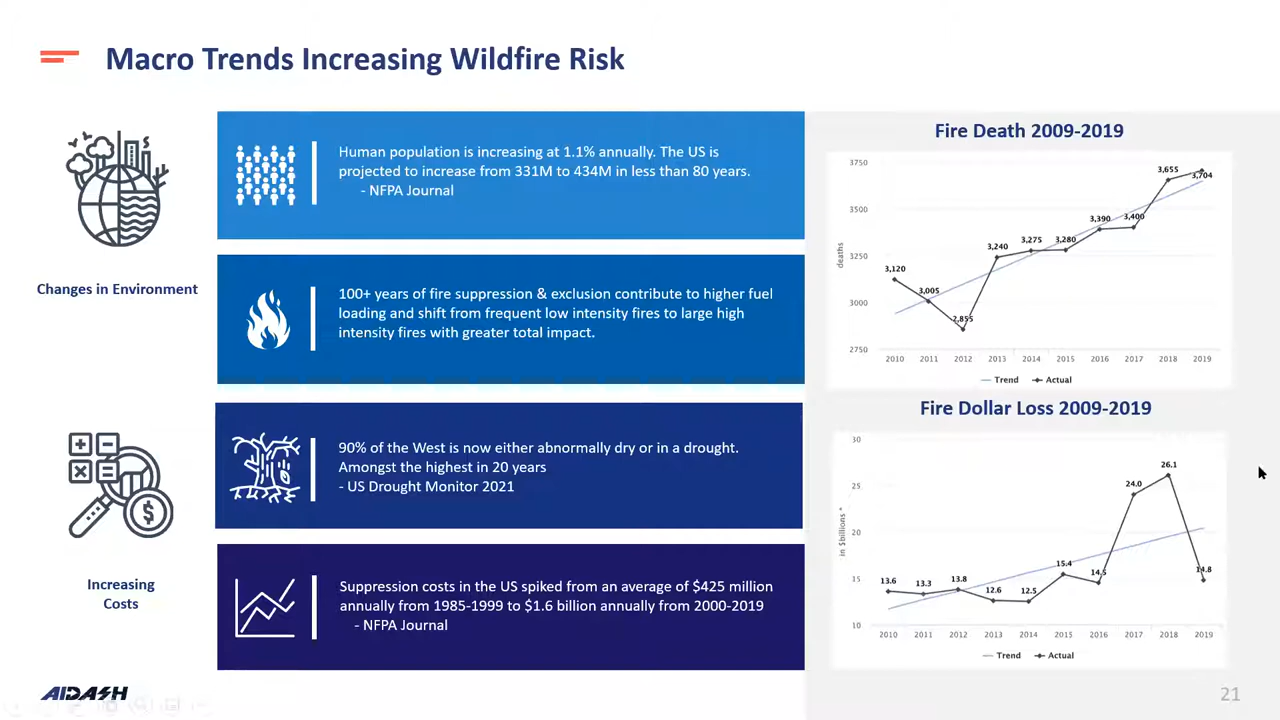 Macro Trends Increasing Wildfire Risk
Changes in Environment
Human population is increasing at 1.1% annually. The US is
projected to increase from 331M to 434M in less than 80 years.
- NFPA Journal
100+ years of fire suppression & exclusion contribute to higher fuel
loading and shift from frequent low intensity fires to large high
intensity fires with greater total impact.
Increasing
Costs
90% of the West is now either abnormally dry or in a drought.
Amongst the highest in 20 years
- US Drought Monitor 2021
Suppression costs in the US spiked from an average of $425 million
annually from 1985-1999 to $1.6 billion annually from 2000-2019
- NFPA Journal
Fire Death 2009-2019
deaths
3750
3500
3250
3000
2750
3,120
3,005
2,855
3,240
3,275
3,280
3,390
3,400
3,655
3,704
2010 2011 2012 2013 2014 2015 2016 2017 2018 2019
Trend Actual
Fire Dollar Loss 2009-2019
in $billions *
30
25
20
15
10
13.6
13.3
13.8
12.6
12.5
15.4
14.5
24.0
26.1
14.8
2010 2011 2012 2013 2014 2015 2016 2017 2018 2019
Trend Actual
AIDASH
21